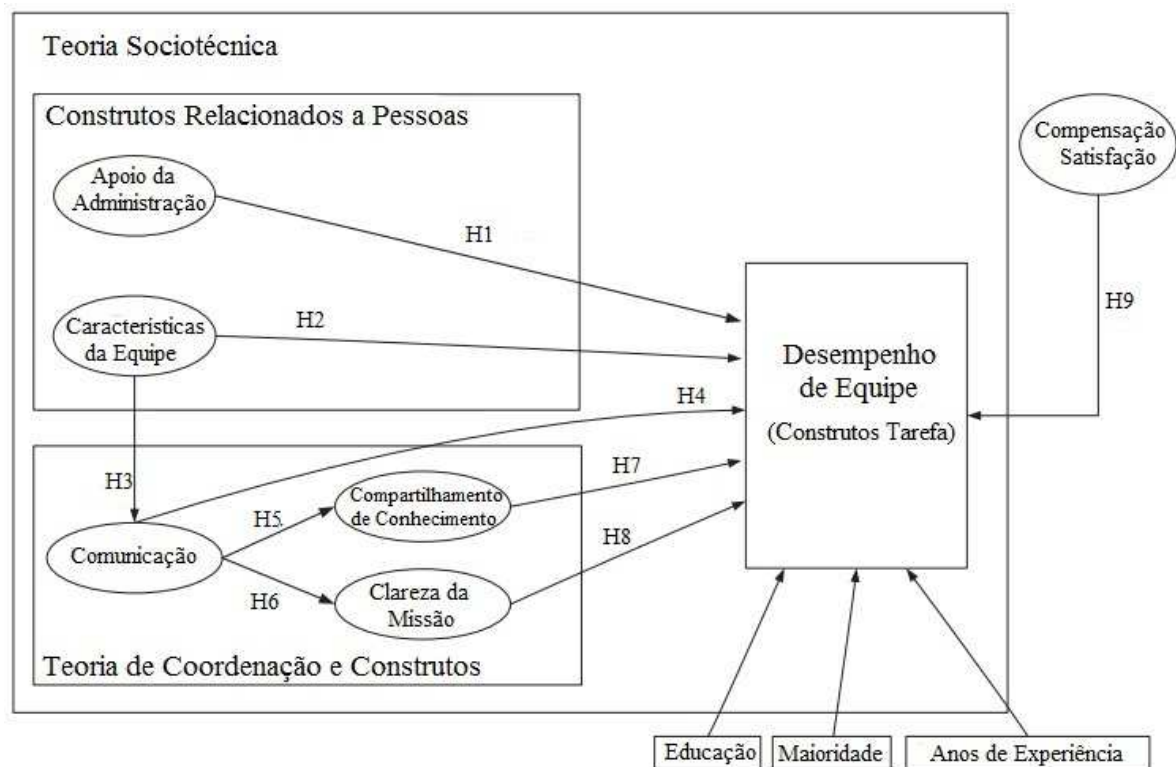 Teoria Sociotécnica
Construtos Relacionados a Pessoas
Apoio da
Administração
H1
Características
da Equipe
H2
H3
Comunicação
H4
H5
H6
Compartilhamento
de Conhecimento
Clareza da
Missão
H7
H8
Teoria de Coordenação e Construtos
Desempenho
de Equipe
(Construtos Tarefa)
Compensação
Satisfação
H9
Educação
Maioridade
Anos de Experiência